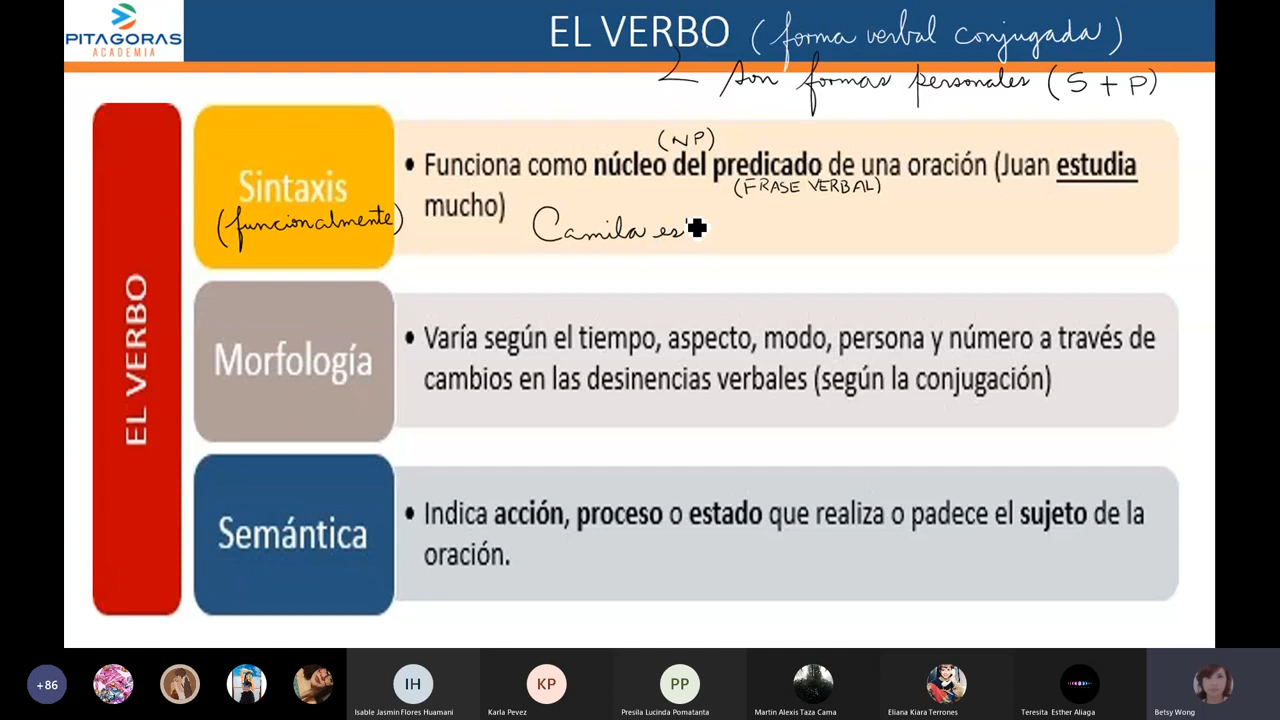 PITAGORAS
ACADEMIA
EL VERBO (forma verbal conjugada)
son formas personales (S + P)
EL VERBO
Sintaxis
(funcionalmente)
(NP)
• Funciona como núcleo del predicado de una oración (Juan estudia
(FRASE VERBAL)
mucho)
Camila es
Morfología
• Varía según el tiempo, aspecto, modo, persona y número a través de
cambios en las desinencias verbales (según la conjugación)
Semántica
• Indica acción, proceso o estado que realiza o padece el sujeto de la
oración.
+86
IH
KP
PP
Isable Jasmin Flores Huamani
Karla Pevez
Presila Lucinda Pomatanta
Martin Alexis Taza Cama
Eliana Kiara Terrones
Teresita Esther Aliaga
Betsy Wong